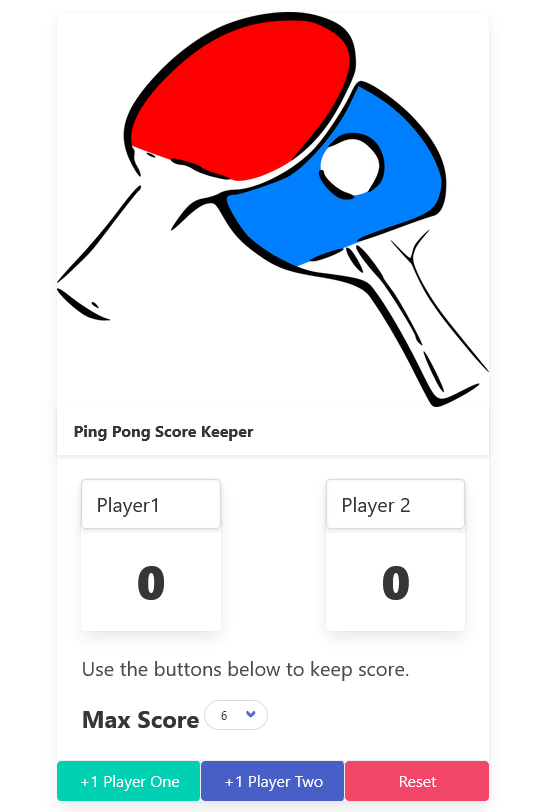 Ping Pong Score Keeper
Player1
Player 2
0
0
Use the buttons below to keep score.
Max Score 6
+1 Player One
+1 Player Two
Reset